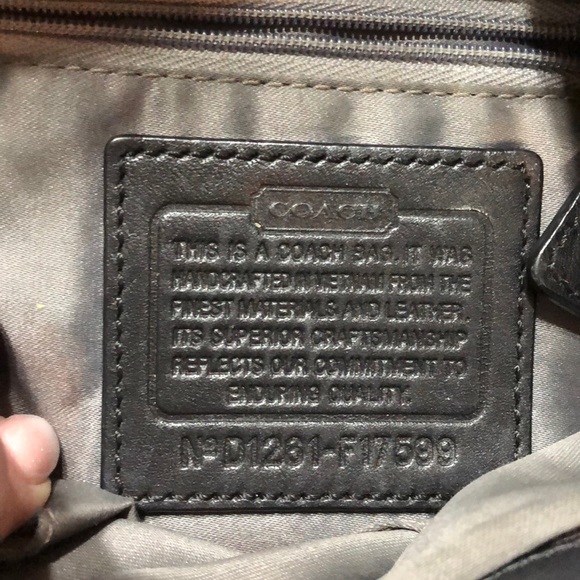 COACH
THIS IS A COACH BAG. IT WAS
HANDCRAFTED IN VIETNAM FROM THE
FINEST MATERIALS AND LEATHER.
ITS SUPERIOR CRAFTSMANSHIP
REFLECTS OUR COMMITMENT TO
ENDURING QUALITY.
Nº D1261-F17599